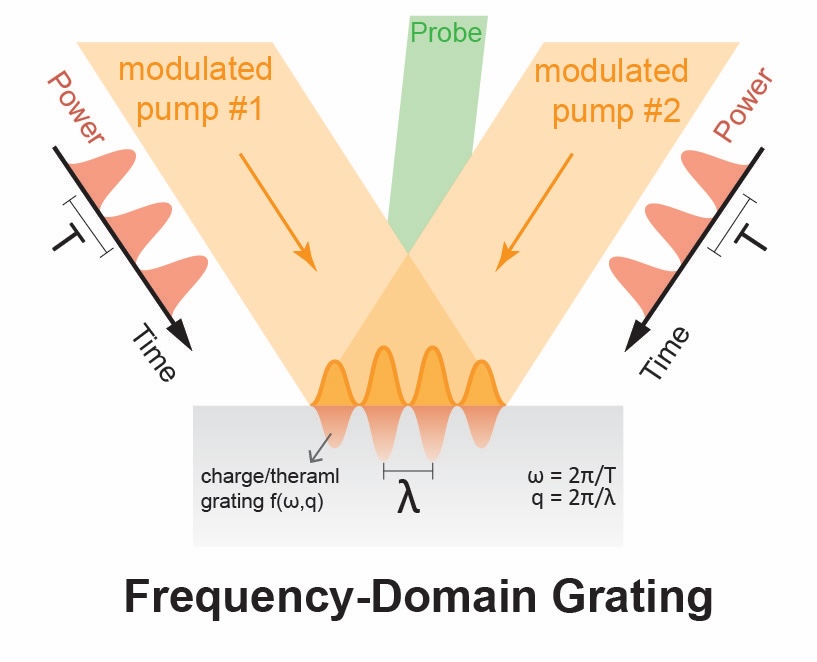 Probe
modulated
pump #1
modulated
pump #2
Power
Power
T
T
Time
Time
charge/theraml
grating f(ω,q)
λ
ω = 2π/T
q = 2π/λ
Frequency-Domain Grating